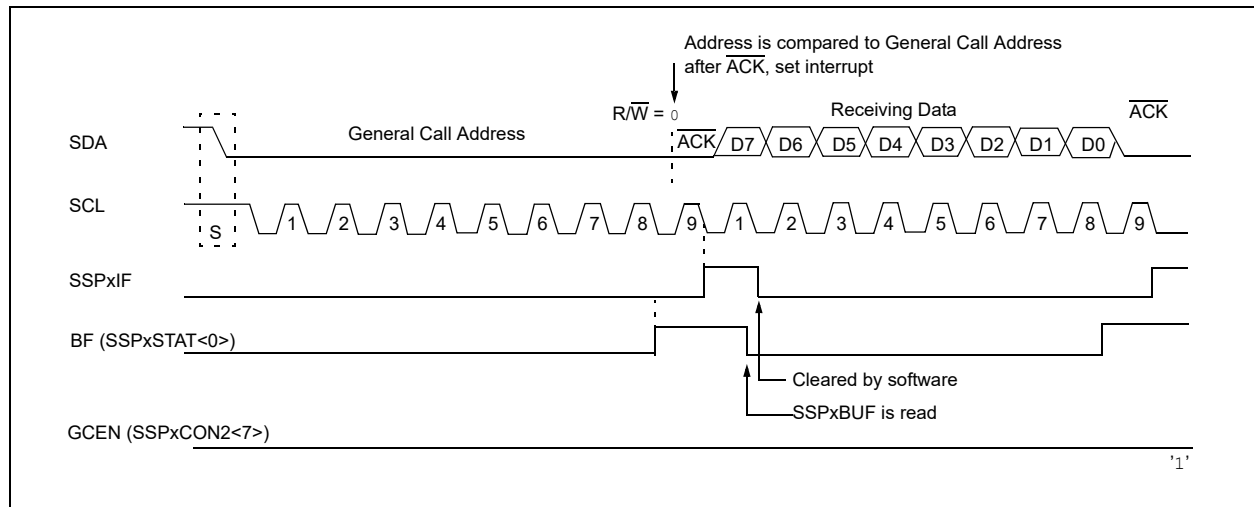 Address is compared to General Call Address
after ACK, set interrupt
R/W = 0
General Call Address
Receiving Data
ACK
SDA
ACK
D7 D6 D5 D4 D3 D2 D1 D0
SCL
S
1 2 3 4 5 6 7 8 9 1 2 3 4 5 6 7 8 9
SSPxIF
BF (SSPxSTAT<0>)
Cleared by software
SSPxBUF is read
GCEN (SSPxCON2<7>)
’1’